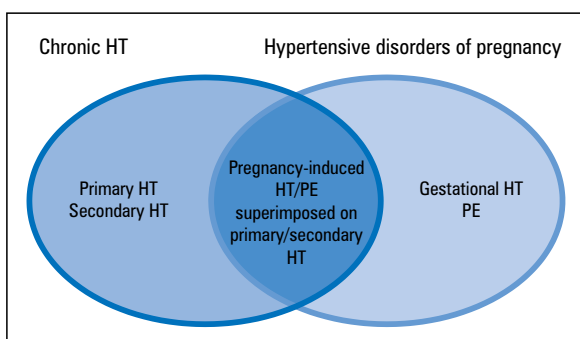 Chronic HT
Hypertensive disorders of pregnancy
Primary HT
Secondary HT
Pregnancy-induced
HT/PE
superimposed on
primary/secondary
HT
Gestational HT
PE